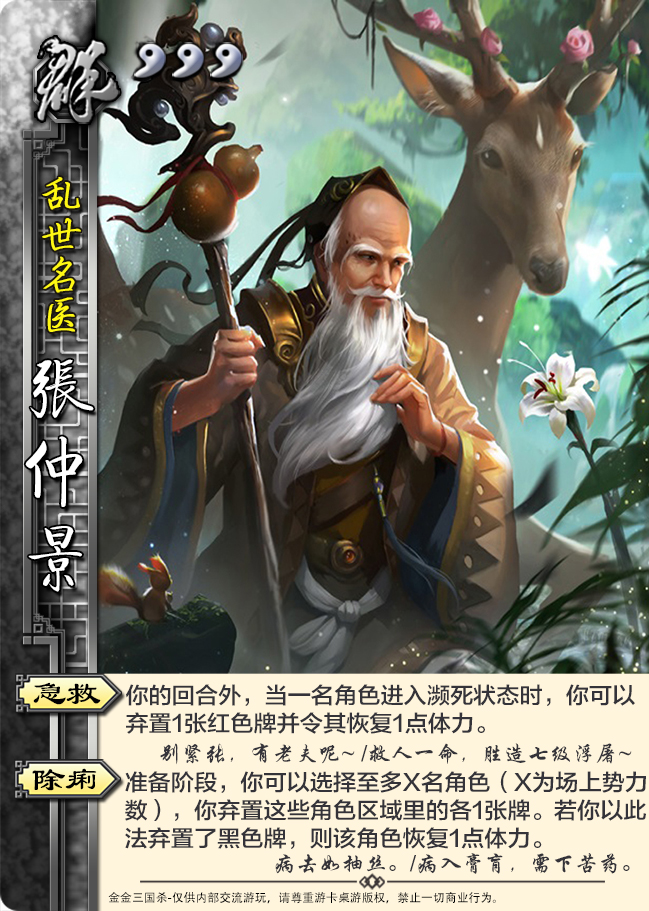 群
乱世名医
張仲景
急救
你的回合外，当一名角色进入濒死状态时，你可以
弃置1张红色牌并令其恢复1点体力。
别紧张，有老夫呢~/救人一命，胜造七级浮屠~
除痢
准备阶段，你可以选择至多X名角色（X为场上势力
数），你弃置这些角色区域里的各1张牌。若你以此
法弃置了黑色牌，则该角色恢复1点体力。
病去如抽丝。/病入膏肓，需下苦药。
金金三国杀-仅供内部交流游玩，请尊重游卡桌游版权，禁止一切商业行为。